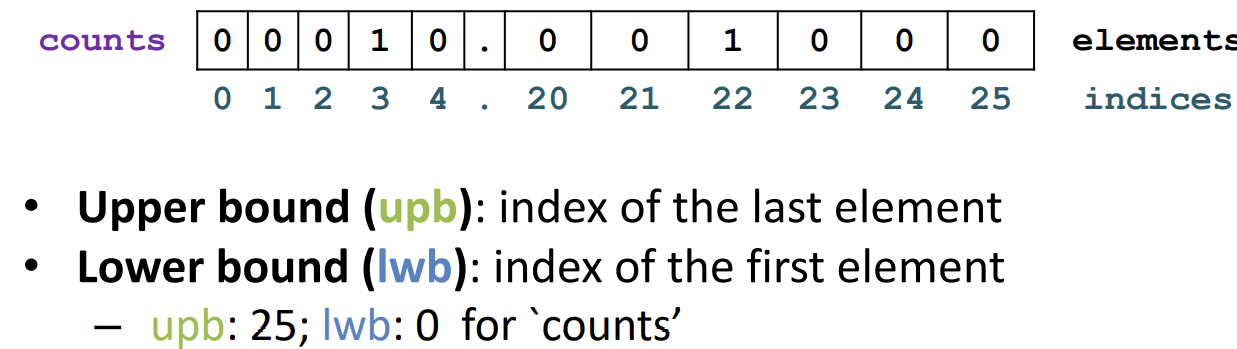 counts 0 0 0 1 0 . 0 0 1 0 0 0 elements
0 1 2 3 4 . 20 21 22 23 24 25 indices
• Upper bound (upb): index of the last element
• Lower bound (lwb): index of the first element
– upb: 25; lwb: 0 for `counts’